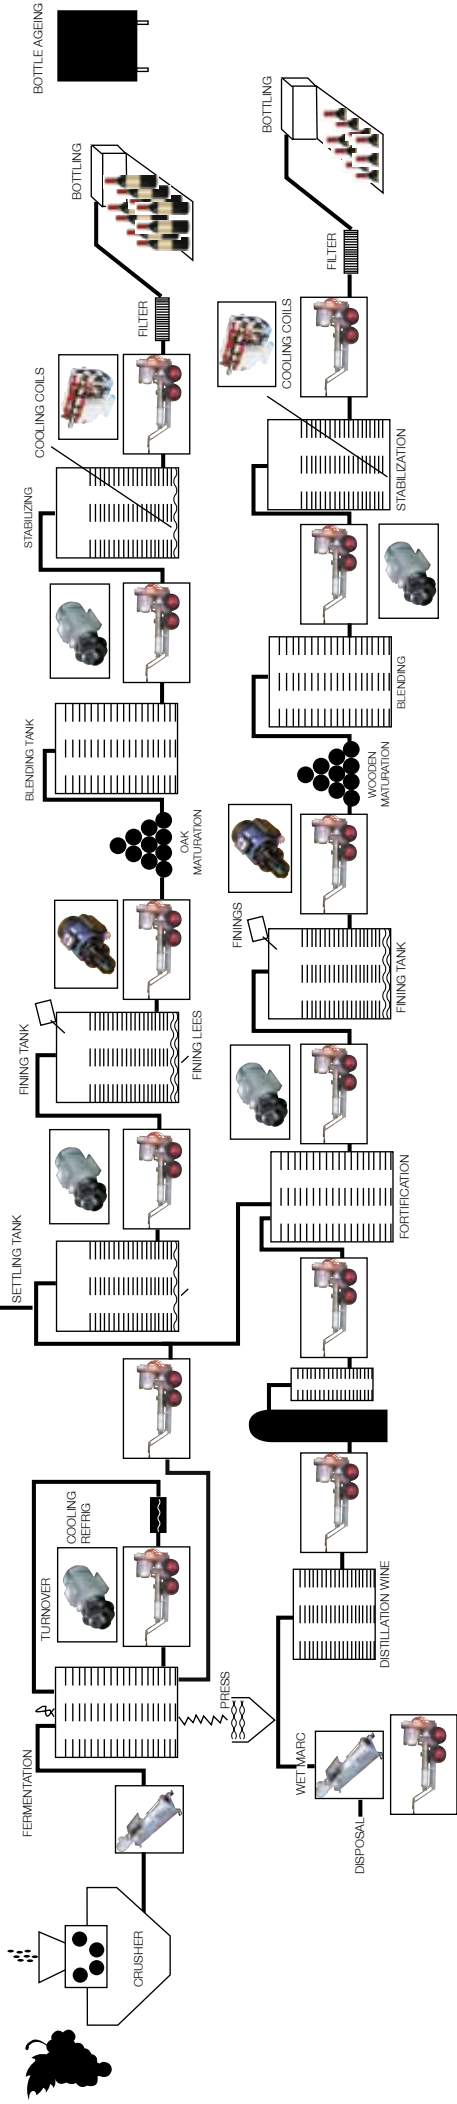 CRUSHER
FERMENTATION
TURNOVER
COOLING
REFRIG
SETTLING TANK
FINING TANK
FINING LEES
OAK
MATURATION
BLENDING TANK
STABILIZING
COOLING COILS
FILTER
BOTTLING
BOTTLE AGEING
PRESS
WET MARC
DISPOSAL
DISTILLATION WINE
FORTIFICATION
FINING TANK
FININGS
WOODEN
MATURATION
BLENDING
STABILIZATION
COOLING COILS
FILTER
BOTTLING